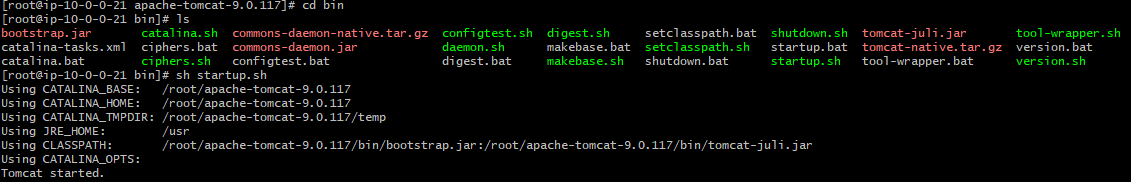 [root@ip-10-0-0-21 apache-tomcat-9.0.117]# cd bin
[root@ip-10-0-0-21 bin]# ls
bootstrap.jar catalina.sh commons-daemon-native.tar.gz configtest.sh digest.sh setclasspath.bat shutdown.sh tomcat-juli.jar tool-wrapper.sh
catalina-tasks.xml ciphers.bat commons-daemon.jar daemon.sh makebase.bat setclasspath.sh startup.bat tomcat-native.tar.gz version.bat
catalina.bat ciphers.sh configtest.bat digest.bat makebase.sh shutdown.bat startup.sh tool-wrapper.bat version.sh
[root@ip-10-0-0-21 bin]# sh startup.sh
Using CATALINA_BASE: /root/apache-tomcat-9.0.117
Using CATALINA_HOME: /root/apache-tomcat-9.0.117
Using CATALINA_TMPDIR: /root/apache-tomcat-9.0.117/temp
Using JRE_HOME: /usr
Using CLASSPATH: /root/apache-tomcat-9.0.117/bin/bootstrap.jar:/root/apache-tomcat-9.0.117/bin/tomcat-juli.jar
Using CATALINA_OPTS:
Tomcat started.